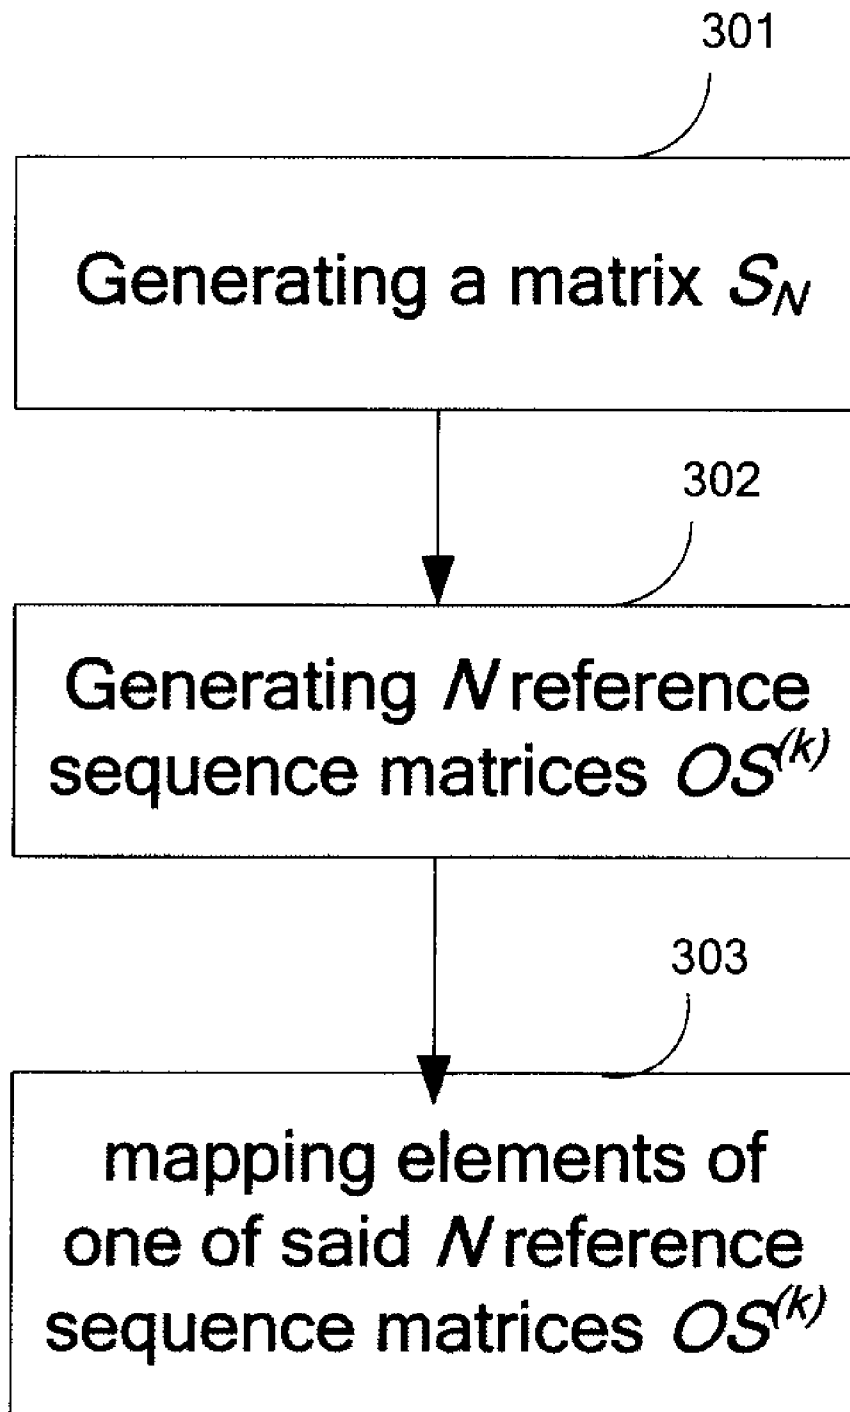 301
Generating a matrix S_N
302
Generating N reference
sequence matrices OS^(k)
303
mapping elements of
one of said N reference
sequence matrices OS^(k)